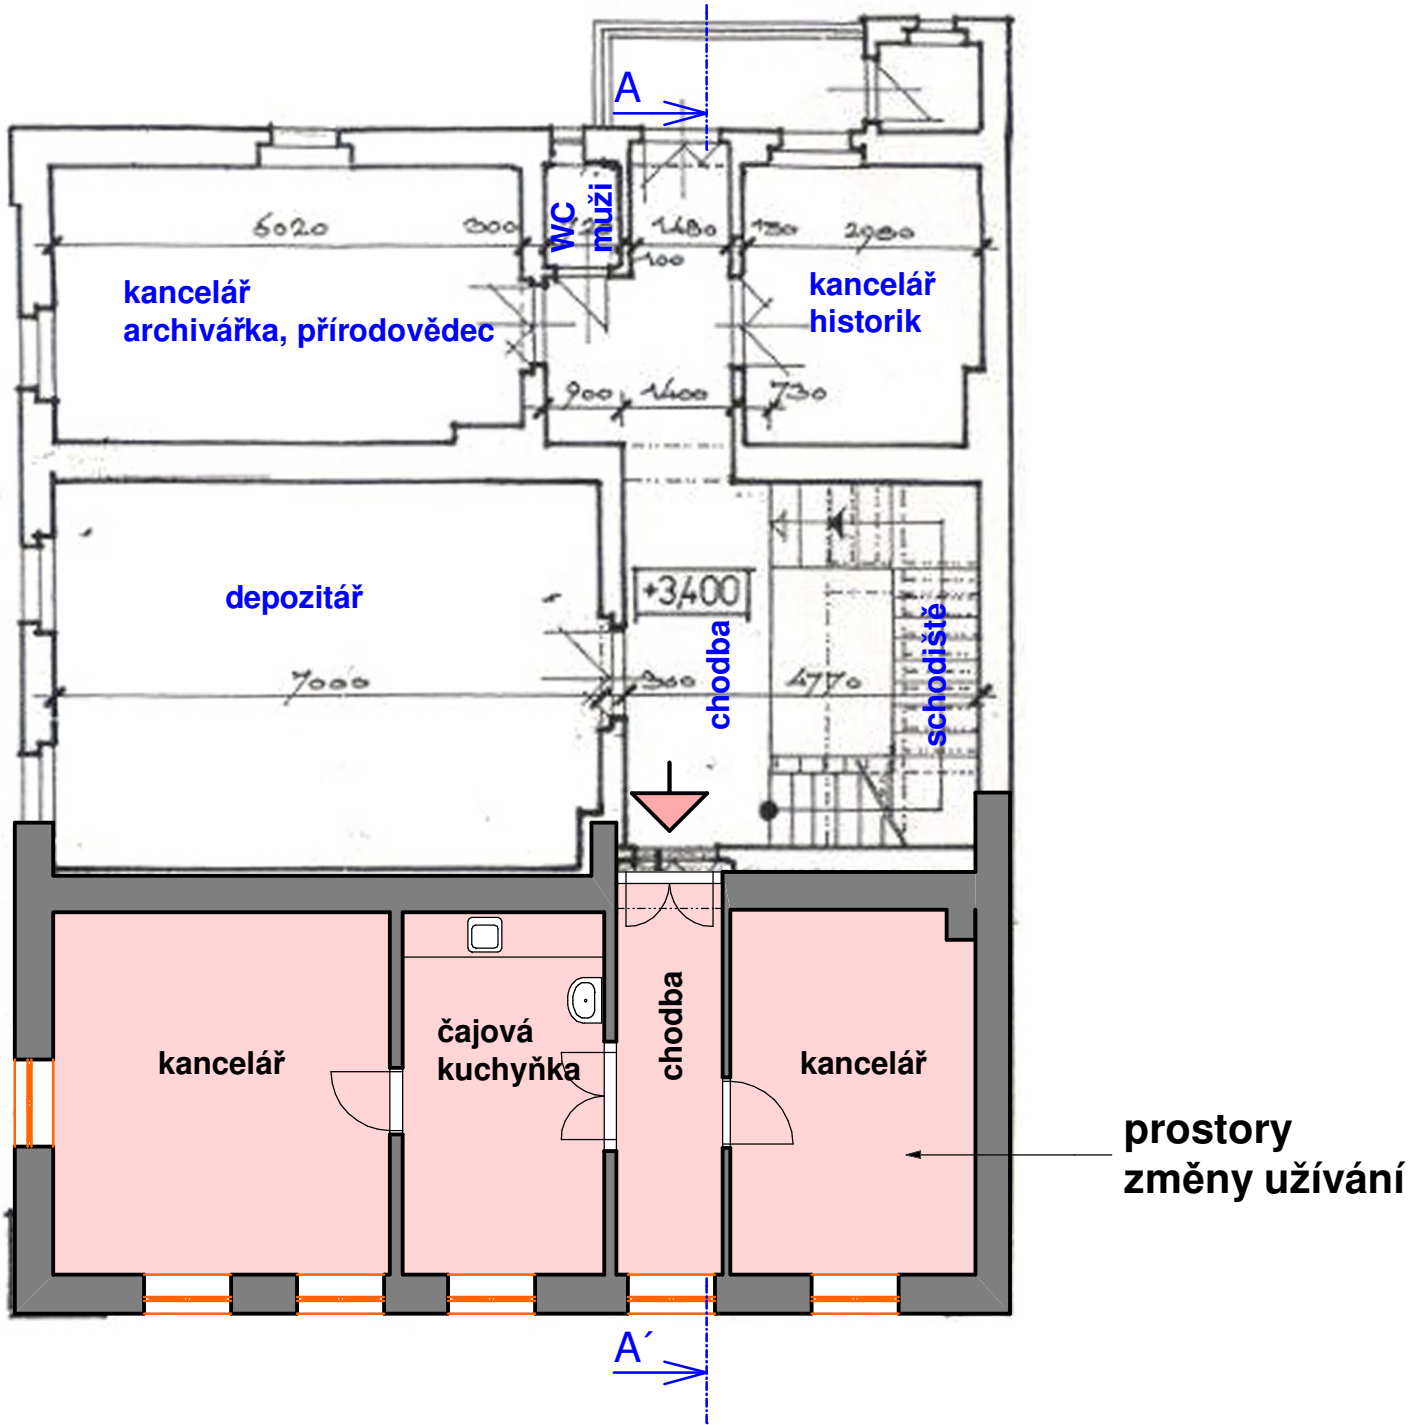 A
WC
muži
6020
300
1480
150
2980
100
kancelář
archivářka, přírodovědec
kancelář
historik
900
1400
730
depozitář
+3,400
chodba
schodiště
7000
300
4770
kancelář
čajová
kuchyňka
chodba
kancelář
prostory
změny užívání
A´